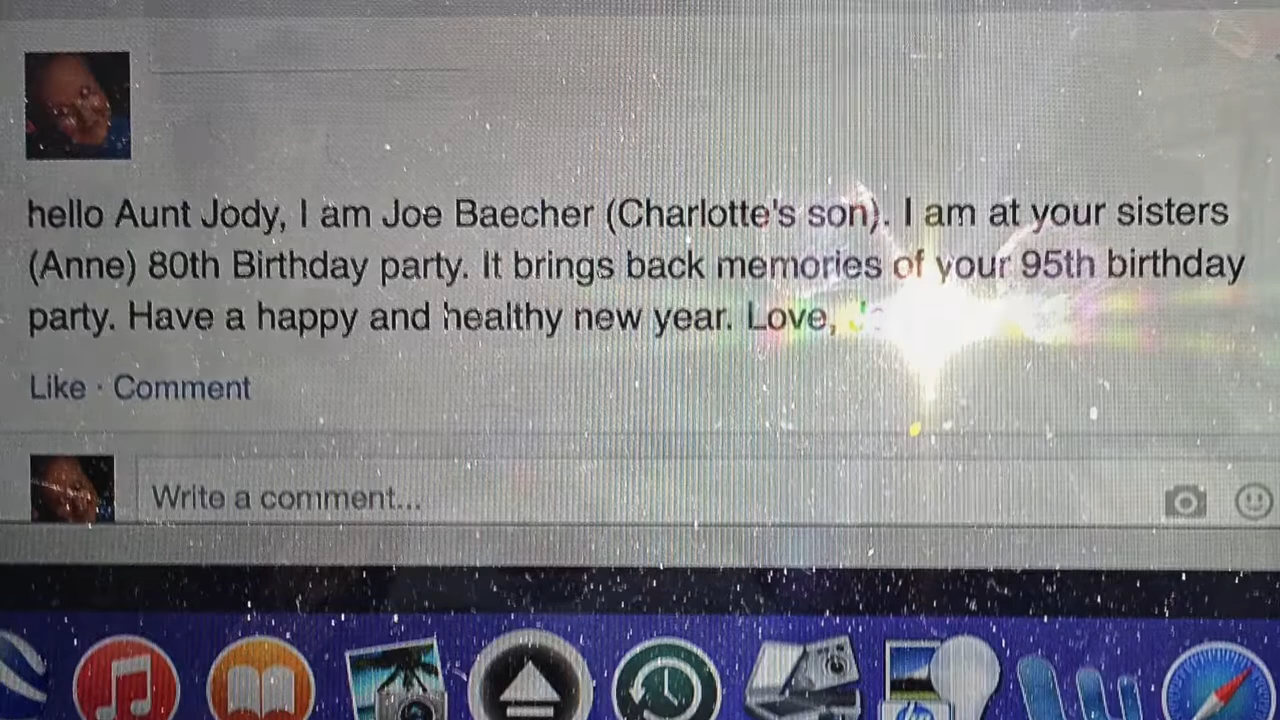 hello Aunt Jody, I am Joe Baecher (Charlotte's son). I am at your sisters
(Anne) 80th Birthday party. It brings back memories of your 95th birthday
party. Have a happy and healthy new year. Love,
Like · Comment
Write a comment...
hp